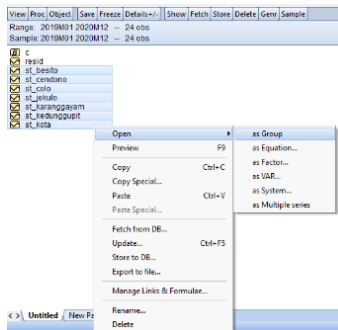 View Proc Object Save Freeze Details+/- Show Fetch Store Delete Genr Sample
Range: 2019M01 2020M12 -- 24 obs
Sample: 2019M01 2020M12 -- 24 obs
c
resid
st_besito
st_cendono
st_colo
st_jekulo
st_karanggayam
st_kedunggupit
st_kota
Open
Preview F9
Copy Ctrl+C
Copy Special...
Paste Ctrl+V
Paste Special...
Fetch from DB...
Update... Ctrl+F5
Store to DB...
Export to file...
Manage Links & Formulae...
Rename...
Delete
as Group
as Equation...
as Factor...
as VAR...
as System...
as Multiple series
Untitled New Pa